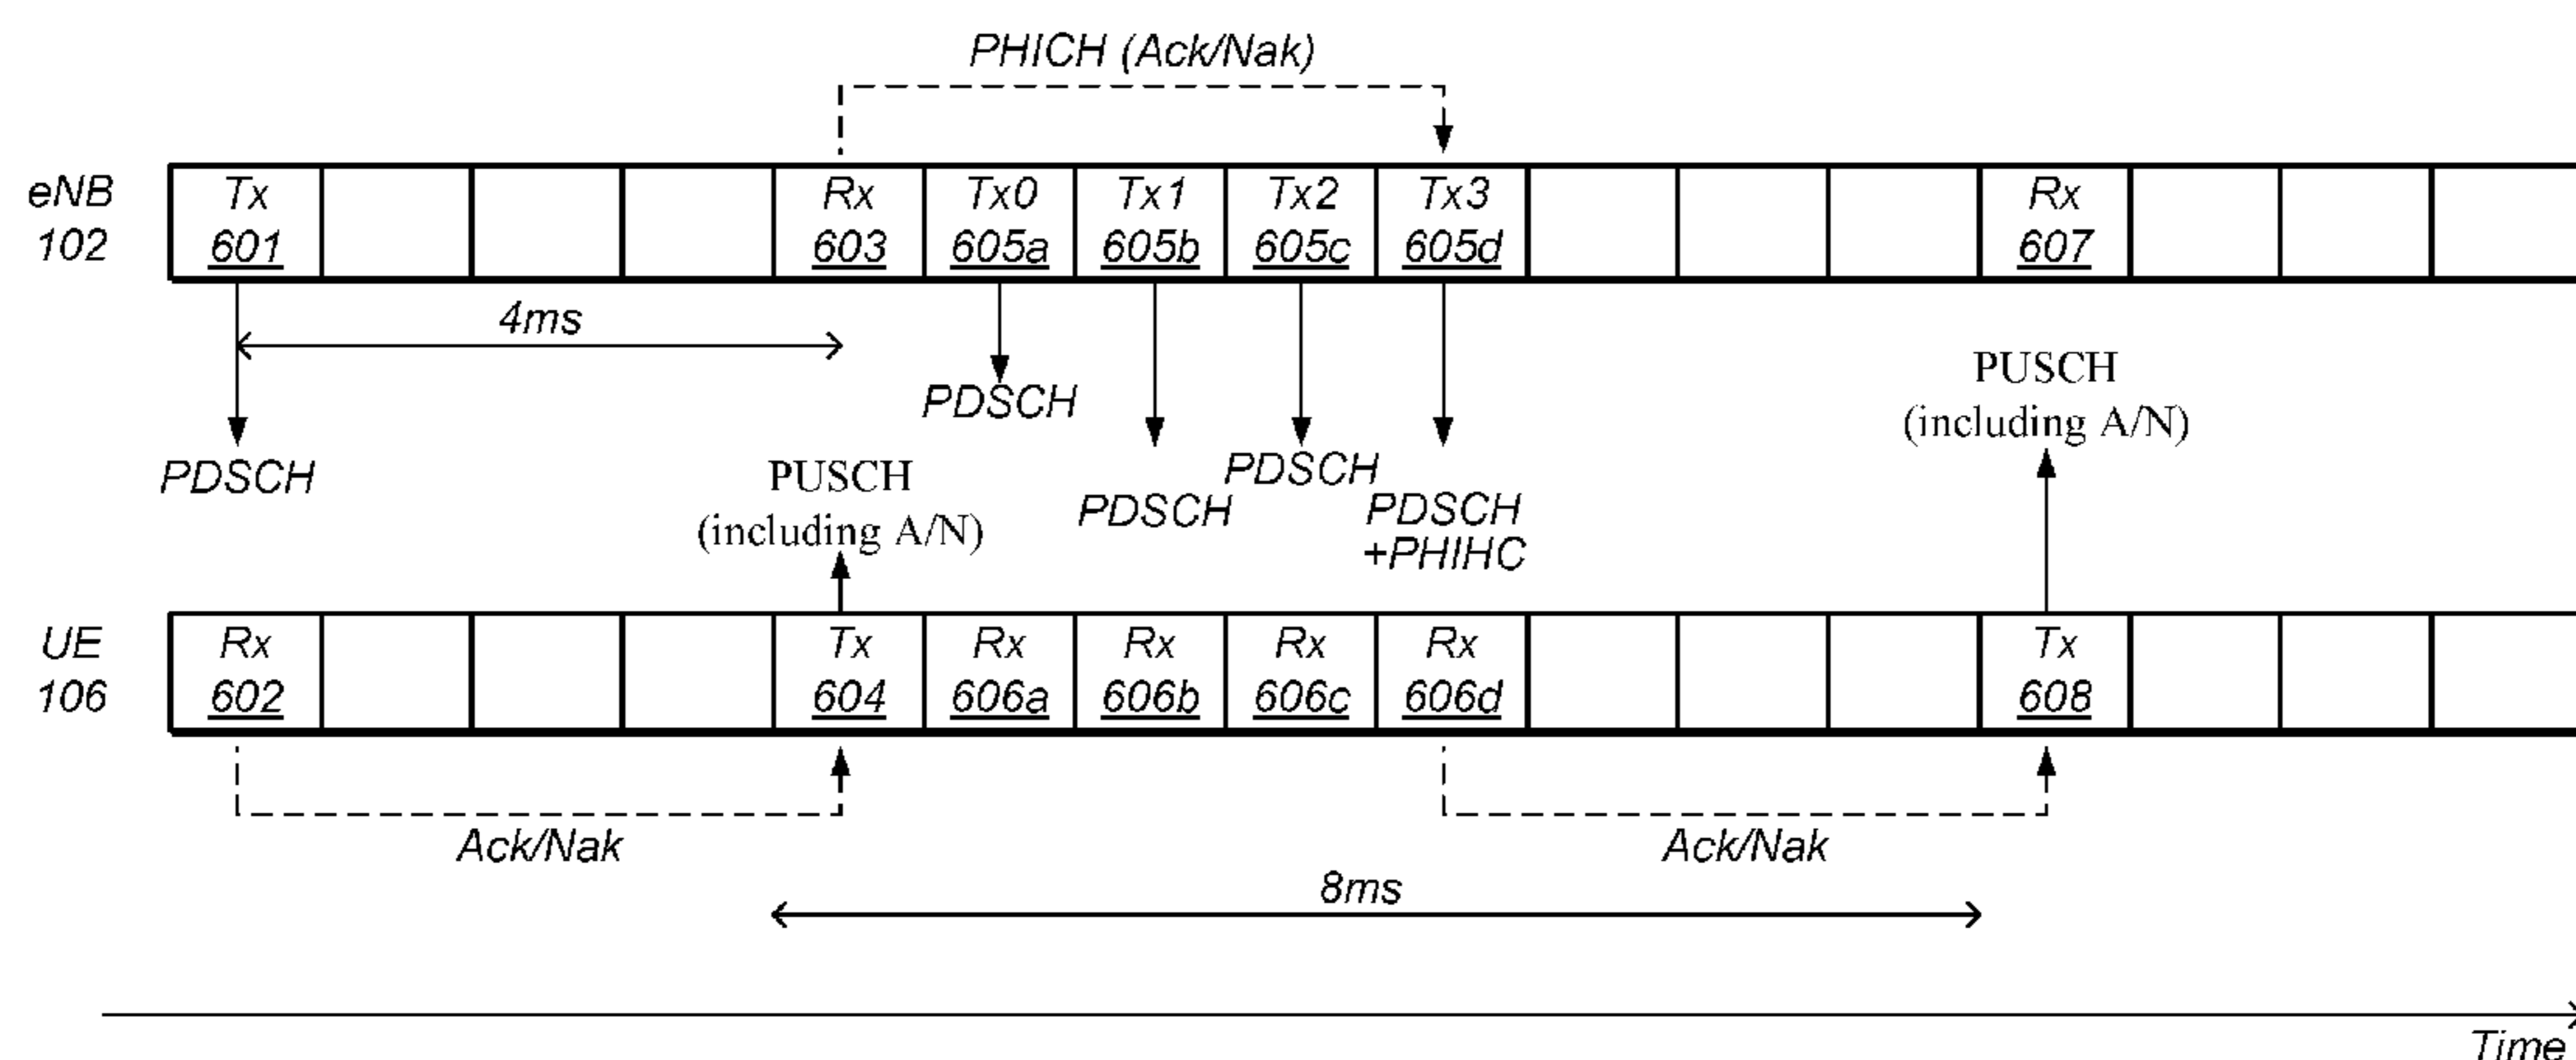 PHICH (Ack/Nak)
eNB 102
Tx 601
Rx 603
Tx0 605a
Tx1 605b
Tx2 605c
Tx3 605d
Rx 607
4ms
PDSCH
PDSCH
PDSCH
PDSCH
PDSCH
+PHIHC
PUSCH
(including A/N)
PUSCH
(including A/N)
UE 106
Rx 602
Tx 604
Rx 606a
Rx 606b
Rx 606c
Rx 606d
Tx 608
Ack/Nak
Ack/Nak
8ms
Time